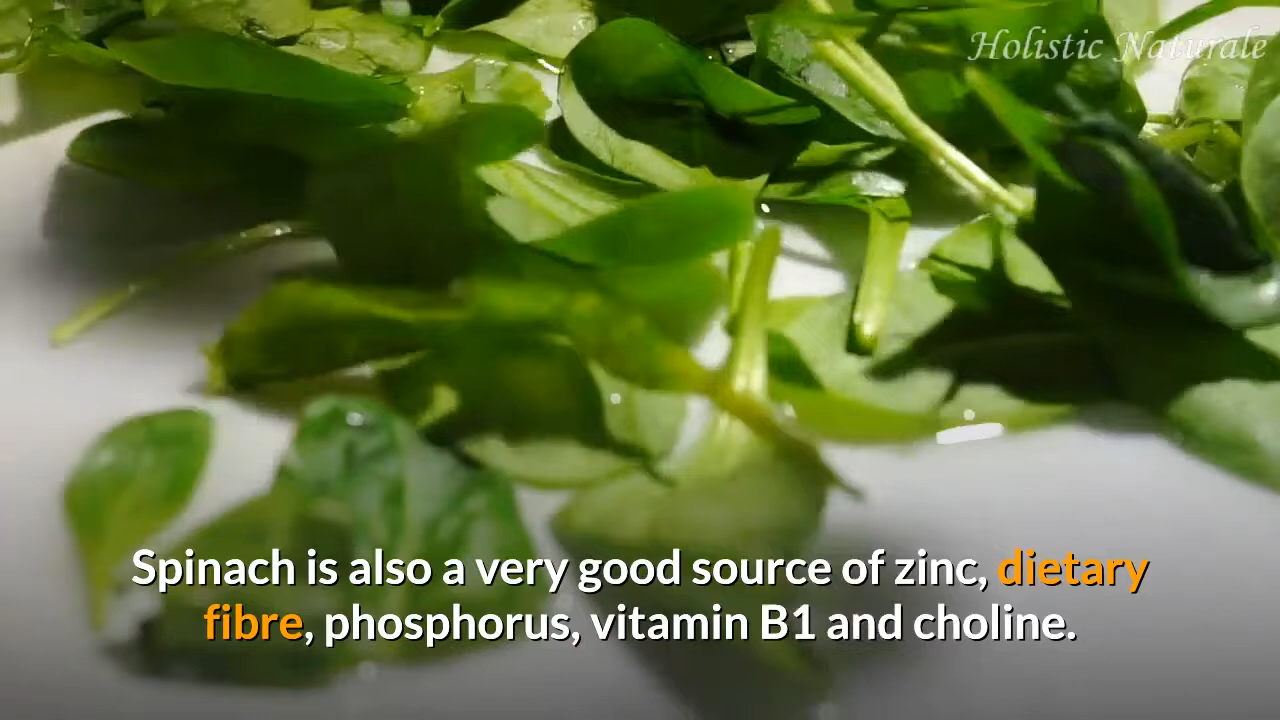 Holistic Naturale
Spinach is also a very good source of zinc, dietary
fibre, phosphorus, vitamin B1 and choline.